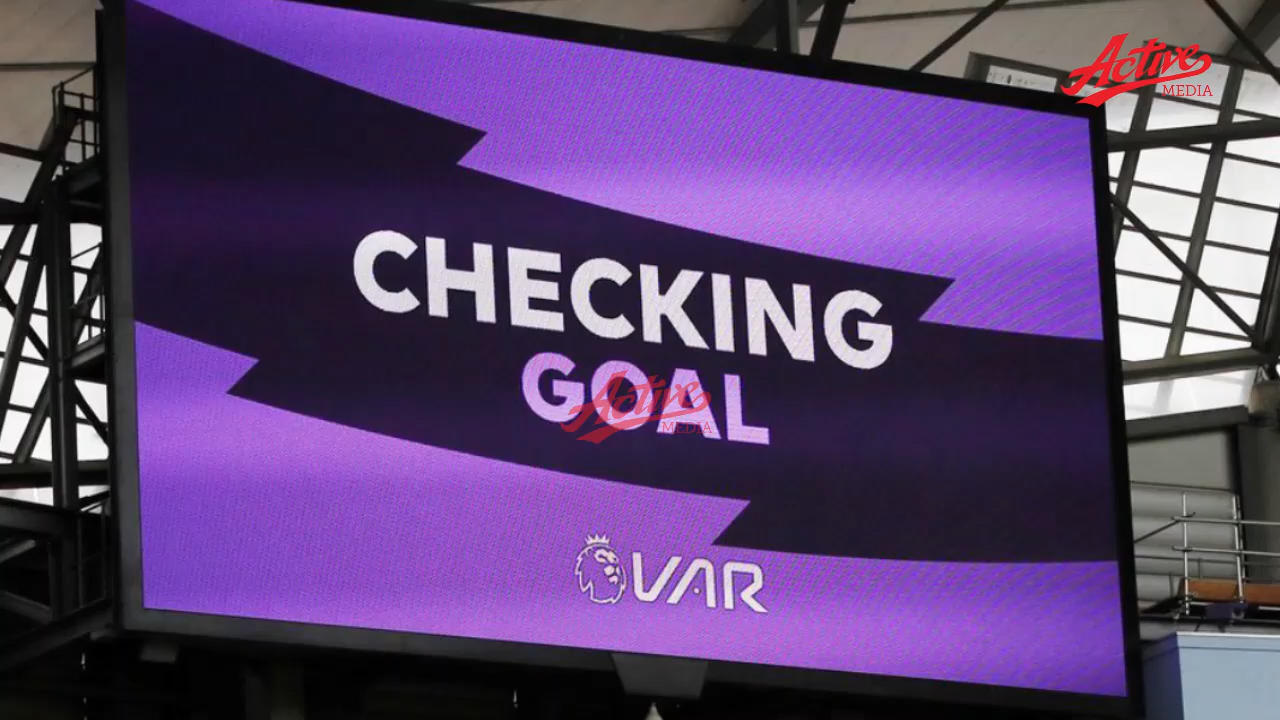 Active
MEDIA
CHECKING
GOAL
Active
MEDIA
VAR